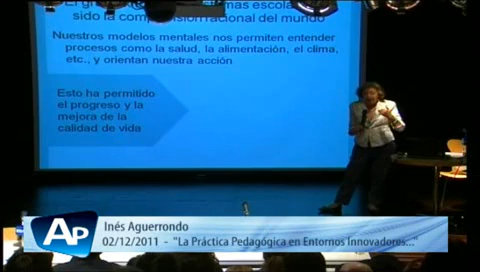 sido la comprensión racional del mundo
Nuestros modelos mentales nos permiten entender
procesos como la salud, la alimentación, el clima,
etc., y orientan nuestra acción
Esto ha permitido
el progreso y la
mejora de la
calidad de vida
AP
Inés Aguerrondo
02/12/2011 - "La Práctica Pedagógica en Entornos Innovadores..."